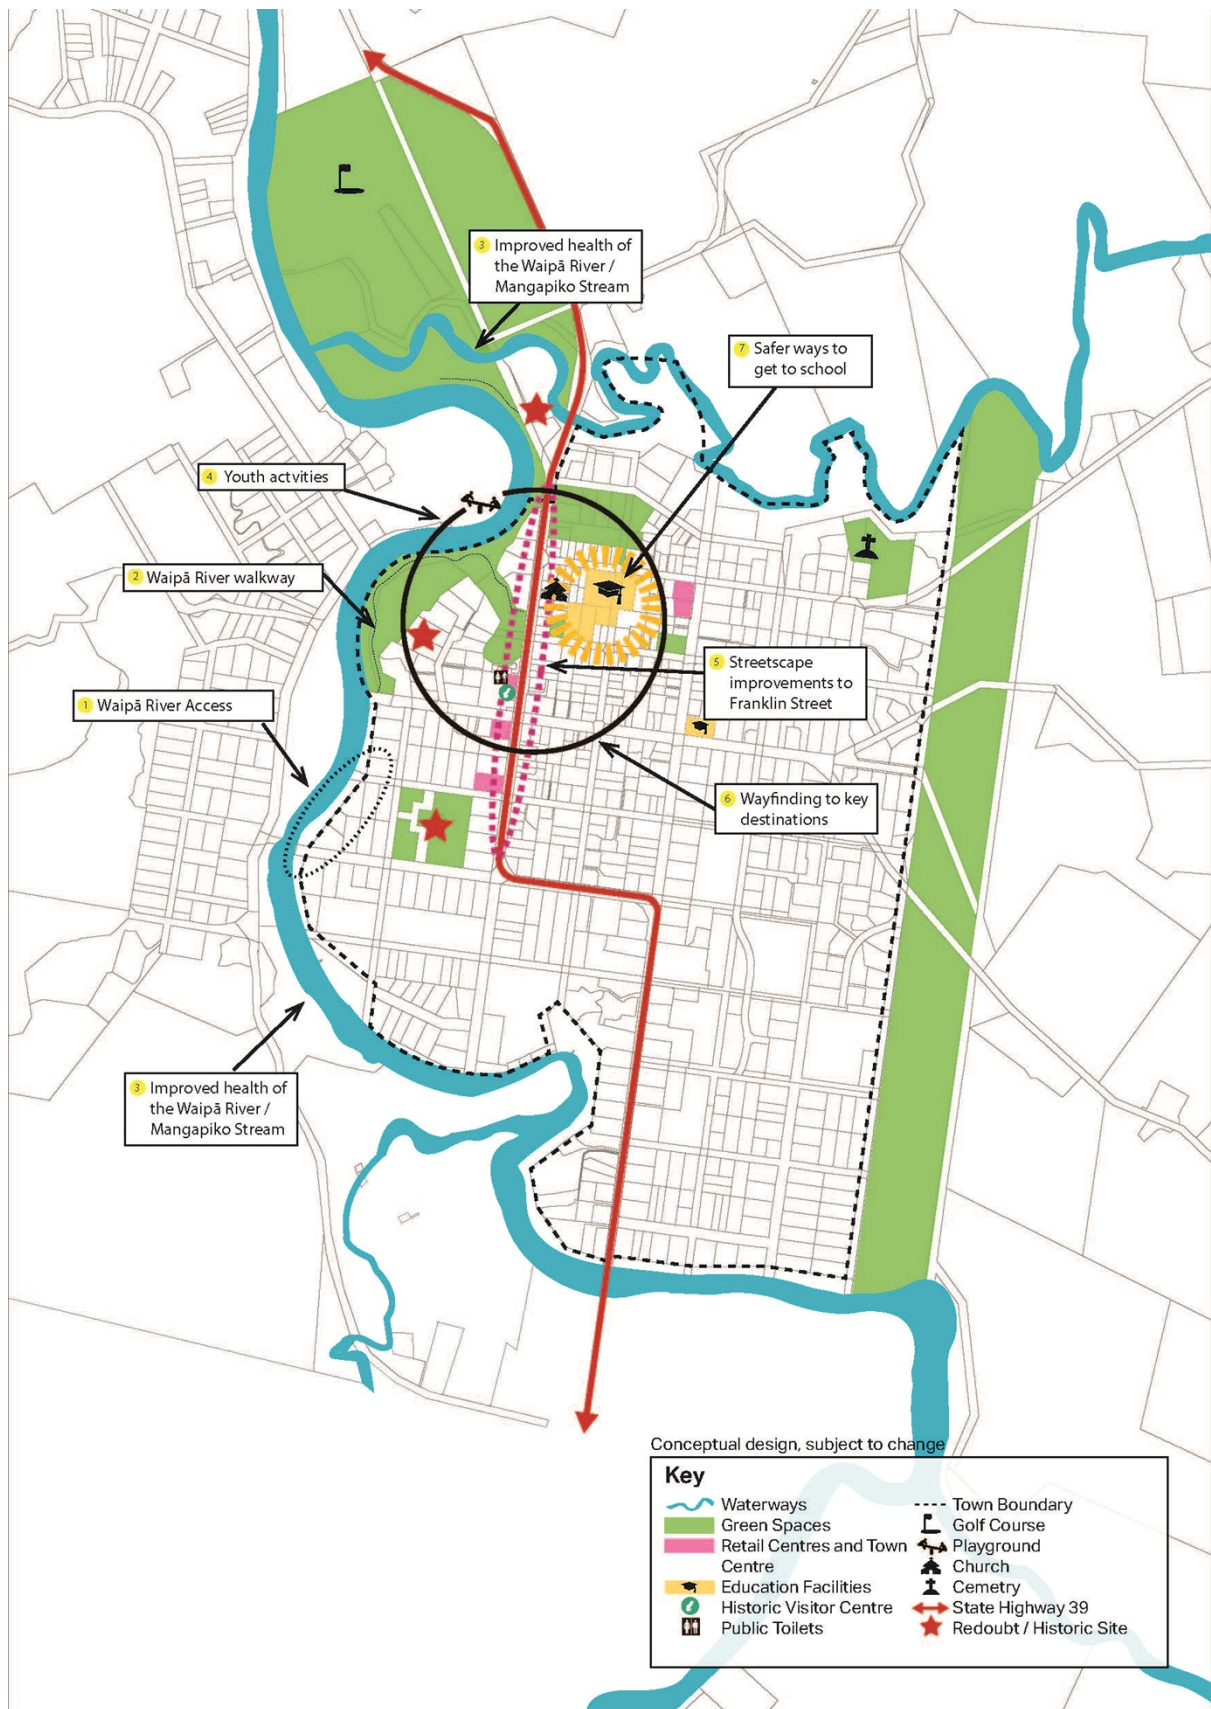 3 Improved health of
the Waipā River /
Mangapiko Stream
7 Safer ways to
get to school
4 Youth actvities
2 Waipā River walkway
1 Waipā River Access
5 Streetscape
improvements to
Franklin Street
6 Wayfinding to key
destinations
3 Improved health of
the Waipā River /
Mangapiko Stream
Conceptual design, subject to change
Key
Waterways
Green Spaces
Retail Centres and Town
Centre
Education Facilities
Historic Visitor Centre
Public Toilets
Town Boundary
Golf Course
Playground
Church
Cemetry
State Highway 39
Redoubt / Historic Site